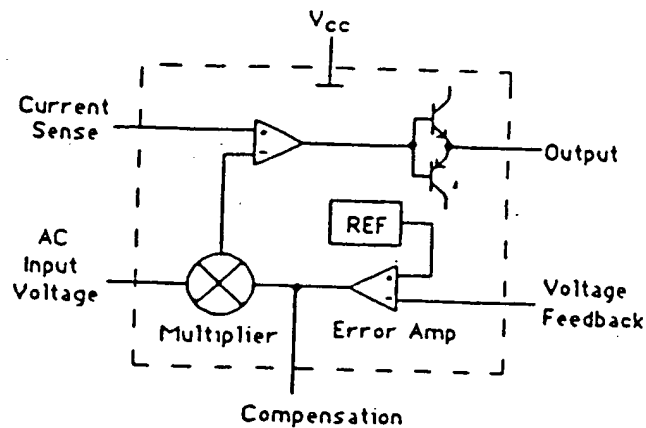 Vcc
Current
Sense
Output
REF
AC
Input
Voltage
Voltage
Feedback
Multiplier
Error Amp
Compensation